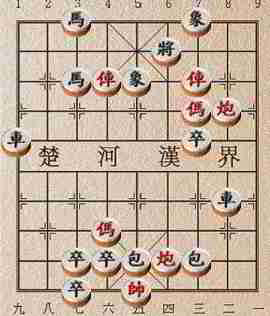 1 2 3 4 5 6 7 8 9
馬 象
將
馬 俥 象 俥
傌 炮
車 卒
楚 河 漢 界
車
傌
卒 卒 包 炮 包
卒 帥
九 八 七 六 五 四 三 二 一